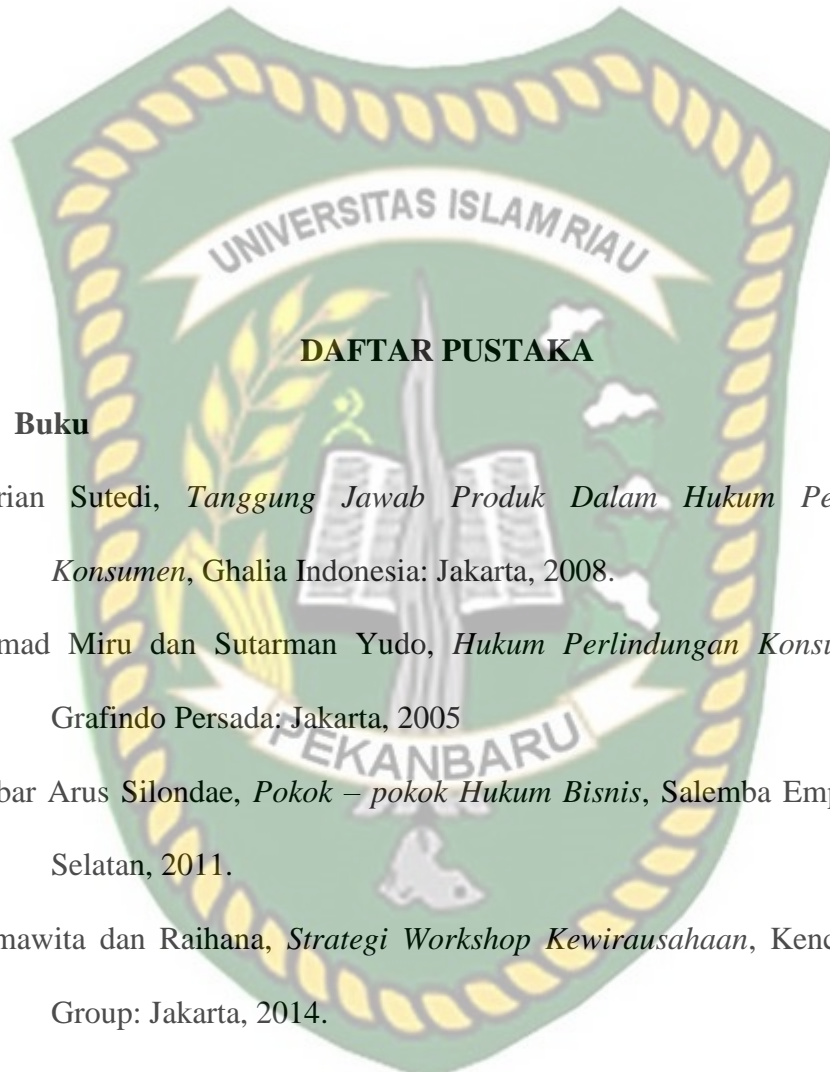 UNIVERSITAS ISLAM RIAU
DAFTAR PUSTAKA
Buku
rian Sutedi, Tanggung Jawab Produk Dalam Hukum Pe
Konsumen, Ghalia Indonesia: Jakarta, 2008.
mad Miru dan Sutarman Yudo, Hukum Perlindungan Konsu
Grafindo Persada: Jakarta, 2005
PEKANBARU
bar Arus Silondae, Pokok – pokok Hukum Bisnis, Salemba Emp
Selatan, 2011.
mawita dan Raihana, Strategi Workshop Kewirausahaan, Kenc
Group: Jakarta, 2014.